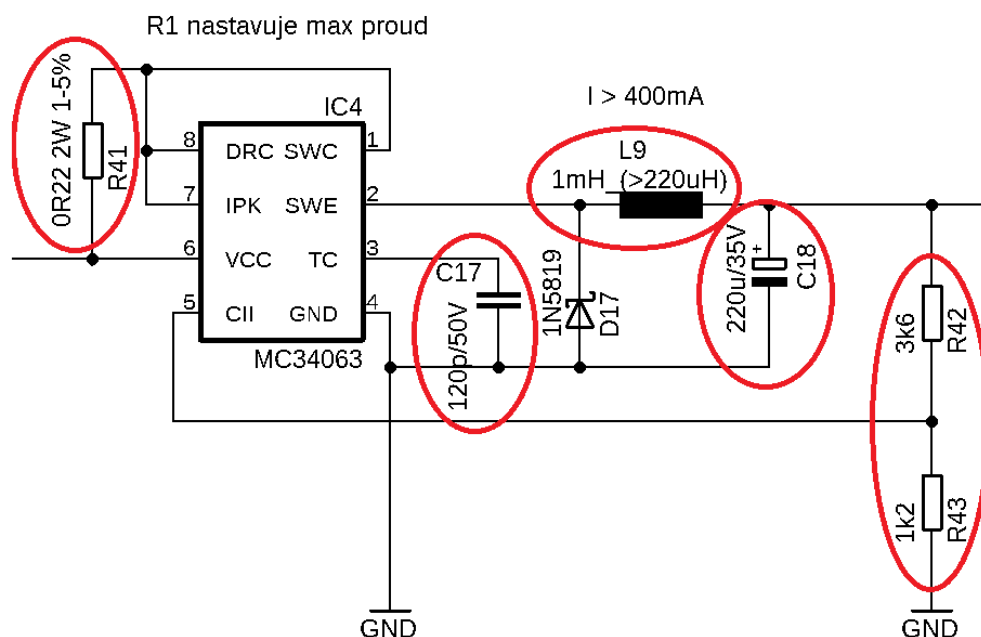 R1 nastavuje max proud
0R22 2W 1-5%
R41
IC4
8
DRC
SWC
1
7
IPK
SWE
2
6
VCC
TC
3
5
CII
GND
4
MC34063
I > 400mA
L9
1mH (>220uH)
C17
120p/50V
1N5819
D17
+
220u/35V
C18
3k6
R42
1k2
R43
GND
GND